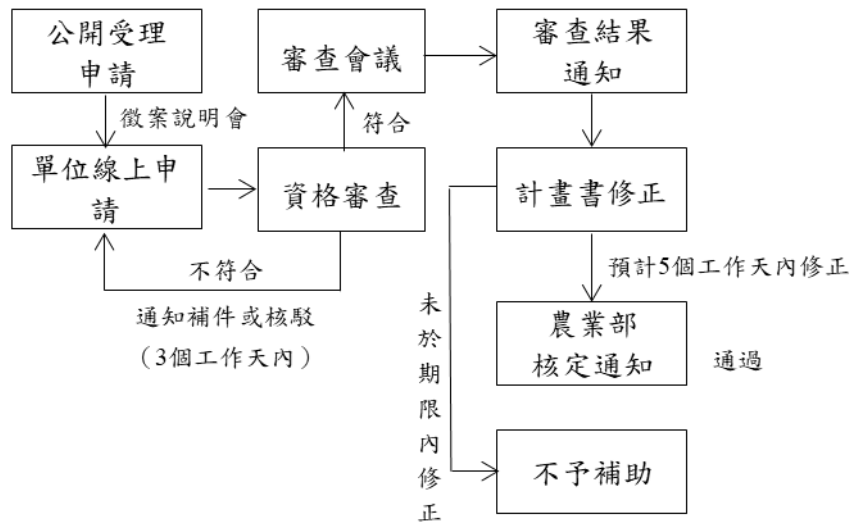 公開受理
申請
徵案說明會
單位線上申
請
資格審查
不符合
通知補件或核駁
（3個工作天內）
符合
審查會議
審查結果
通知
計畫書修正
預計5個工作天內修正
農業部
核定通知
通過
未於期限內修正
不予補助